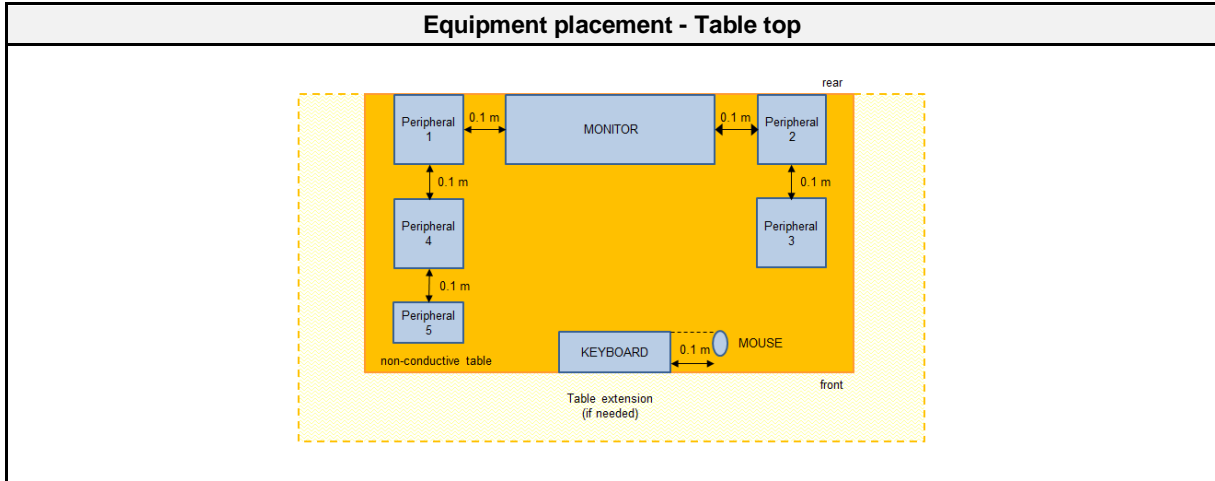 Equipment placement - Table top
rear
Peripheral
1
0.1 m
MONITOR
0.1 m
Peripheral
2
0.1 m
0.1 m
Peripheral
4
Peripheral
3
0.1 m
Peripheral
5
KEYBOARD
0.1 m
MOUSE
non-conductive table
front
Table extension
(if needed)